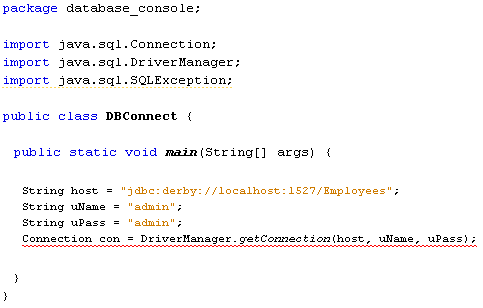 package database_console;
import java.sql.Connection;
import java.sql.DriverManager;
import java.sql.SQLException;
public class DBConnect {
public static void main(String[] args) {
String host = "jdbc:derby://localhost:1527/Employees";
String uName = "admin";
String uPass = "admin";
Connection con = DriverManager.getConnection(host, uName, uPass);
}
}